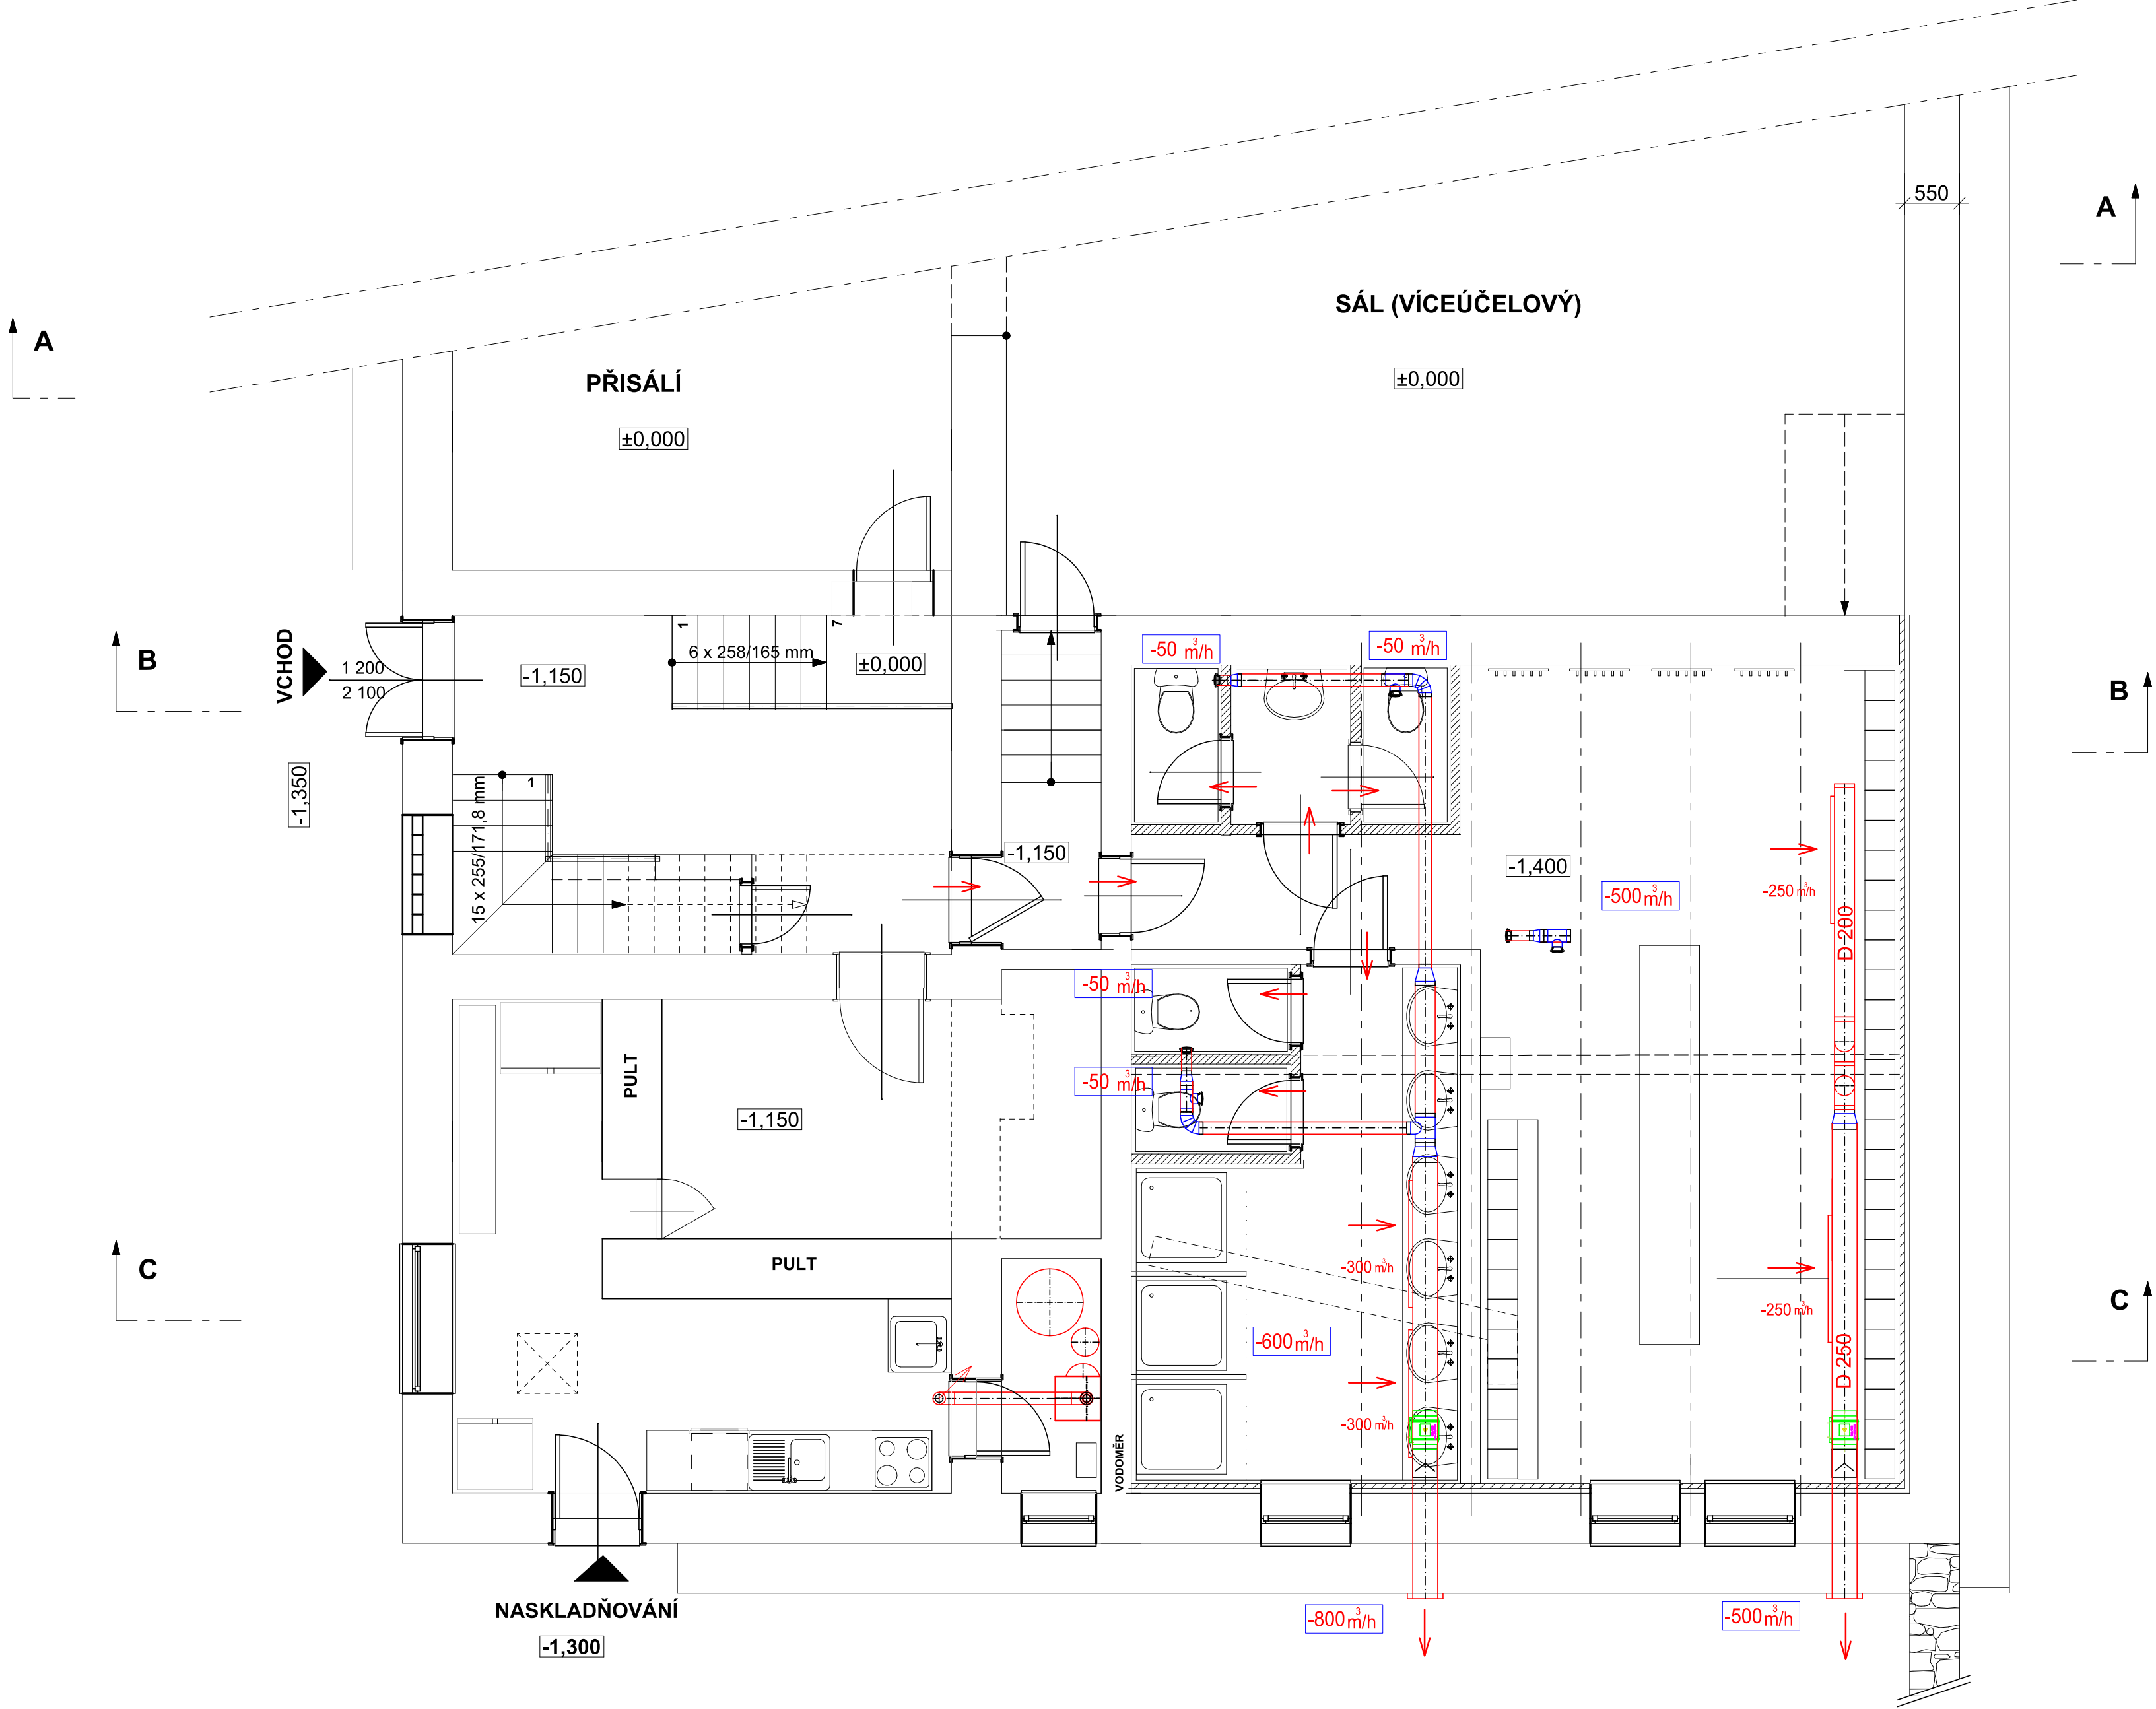 550
A
A
SÁL (VÍCEÚČELOVÝ)
±0,000
PŘISÁLÍ
±0,000
B
B
VCHOD
1 200
2 100
-1,150
1
6 x 258/165 mm
7
±0,000
-50 m³/h
-50 m³/h
-1,350
15 x 255/171,8 mm
1
-1,150
-1,400
-500 m³/h
-250 m³/h
D 200
-50 m³/h
-50 m³/h
PULT
-1,150
PULT
C
C
-300 m³/h
-600 m³/h
-300 m³/h
-250 m³/h
D 250
VODOMĚR
NASKLADŇOVÁNÍ
-1,300
-800 m³/h
-500 m³/h